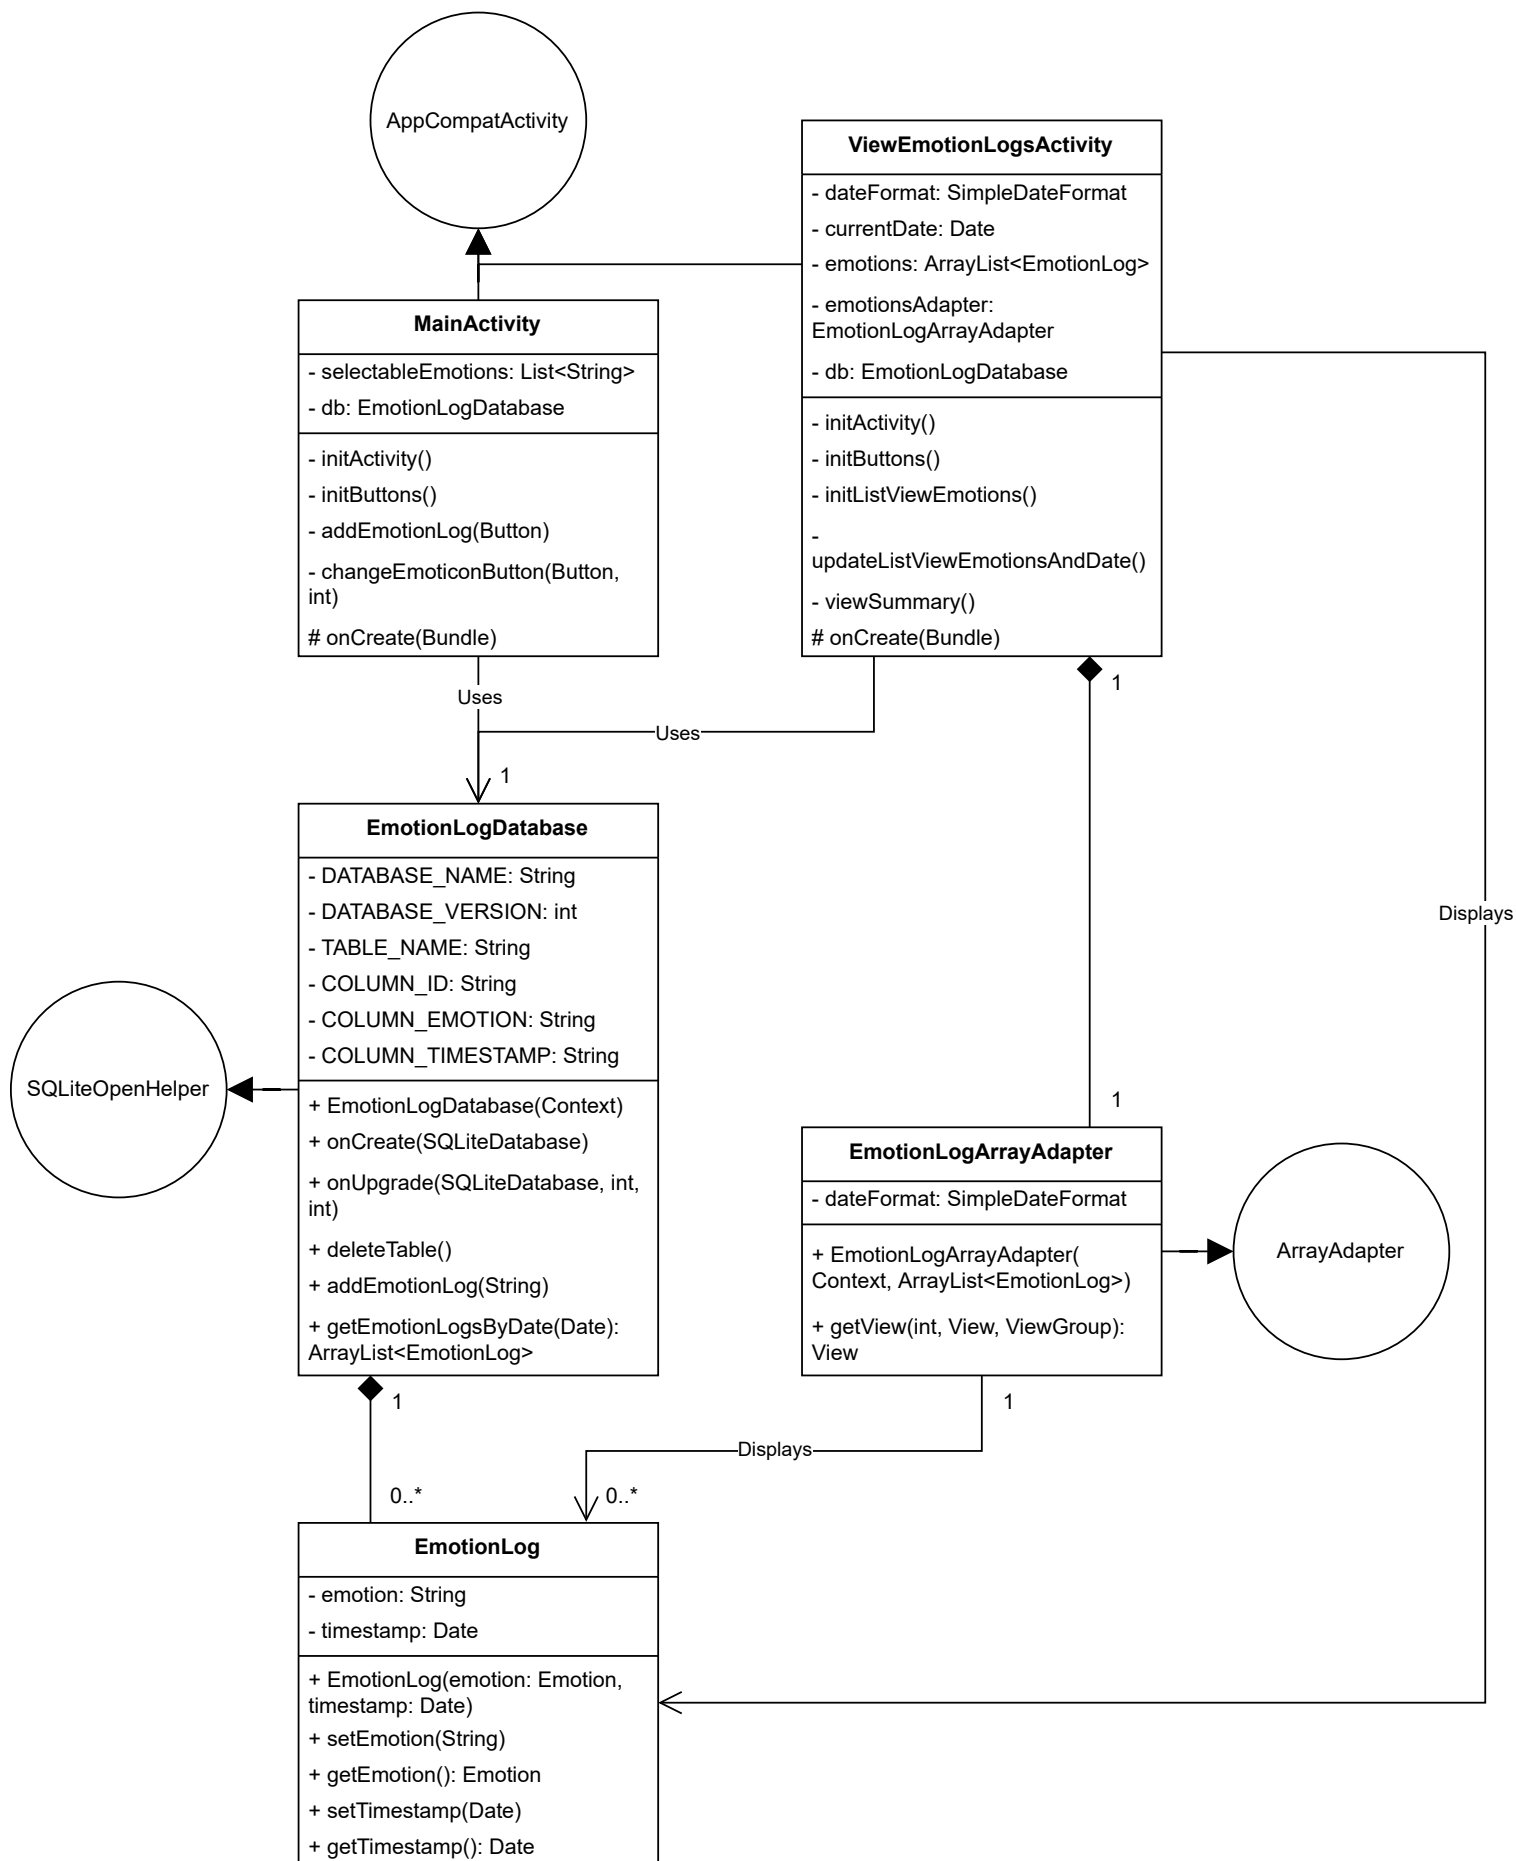 AppCompatActivity
ViewEmotionLogsActivity
- dateFormat: SimpleDateFormat
- currentDate: Date
- emotions: ArrayList<EmotionLog>
- emotionsAdapter:
EmotionLogArrayAdapter
- db: EmotionLogDatabase
- initActivity()
- initButtons()
- initListViewEmotions()
-
updateListViewEmotionsAndDate()
- viewSummary()
# onCreate(Bundle)
MainActivity
- selectableEmotions: List<String>
- db: EmotionLogDatabase
- initActivity()
- initButtons()
- addEmotionLog(Button)
- changeEmoticonButton(Button,
int)
# onCreate(Bundle)
Uses
Uses
1
1
Displays
EmotionLogDatabase
- DATABASE_NAME: String
- DATABASE_VERSION: int
- TABLE_NAME: String
- COLUMN_ID: String
- COLUMN_EMOTION: String
- COLUMN_TIMESTAMP: String
+ EmotionLogDatabase(Context)
+ onCreate(SQLiteDatabase)
+ onUpgrade(SQLiteDatabase, int,
int)
+ deleteTable()
+ addEmotionLog(String)
+ getEmotionLogsByDate(Date):
ArrayList<EmotionLog>
SQLiteOpenHelper
1
EmotionLogArrayAdapter
- dateFormat: SimpleDateFormat
+ EmotionLogArrayAdapter(
Context, ArrayList<EmotionLog>)
+ getView(int, View, ViewGroup):
View
ArrayAdapter
1
1
Displays
0..*
0..*
EmotionLog
- emotion: String
- timestamp: Date
+ EmotionLog(emotion: Emotion,
timestamp: Date)
+ setEmotion(String)
+ getEmotion(): Emotion
+ setTimestamp(Date)
+ getTimestamp(): Date